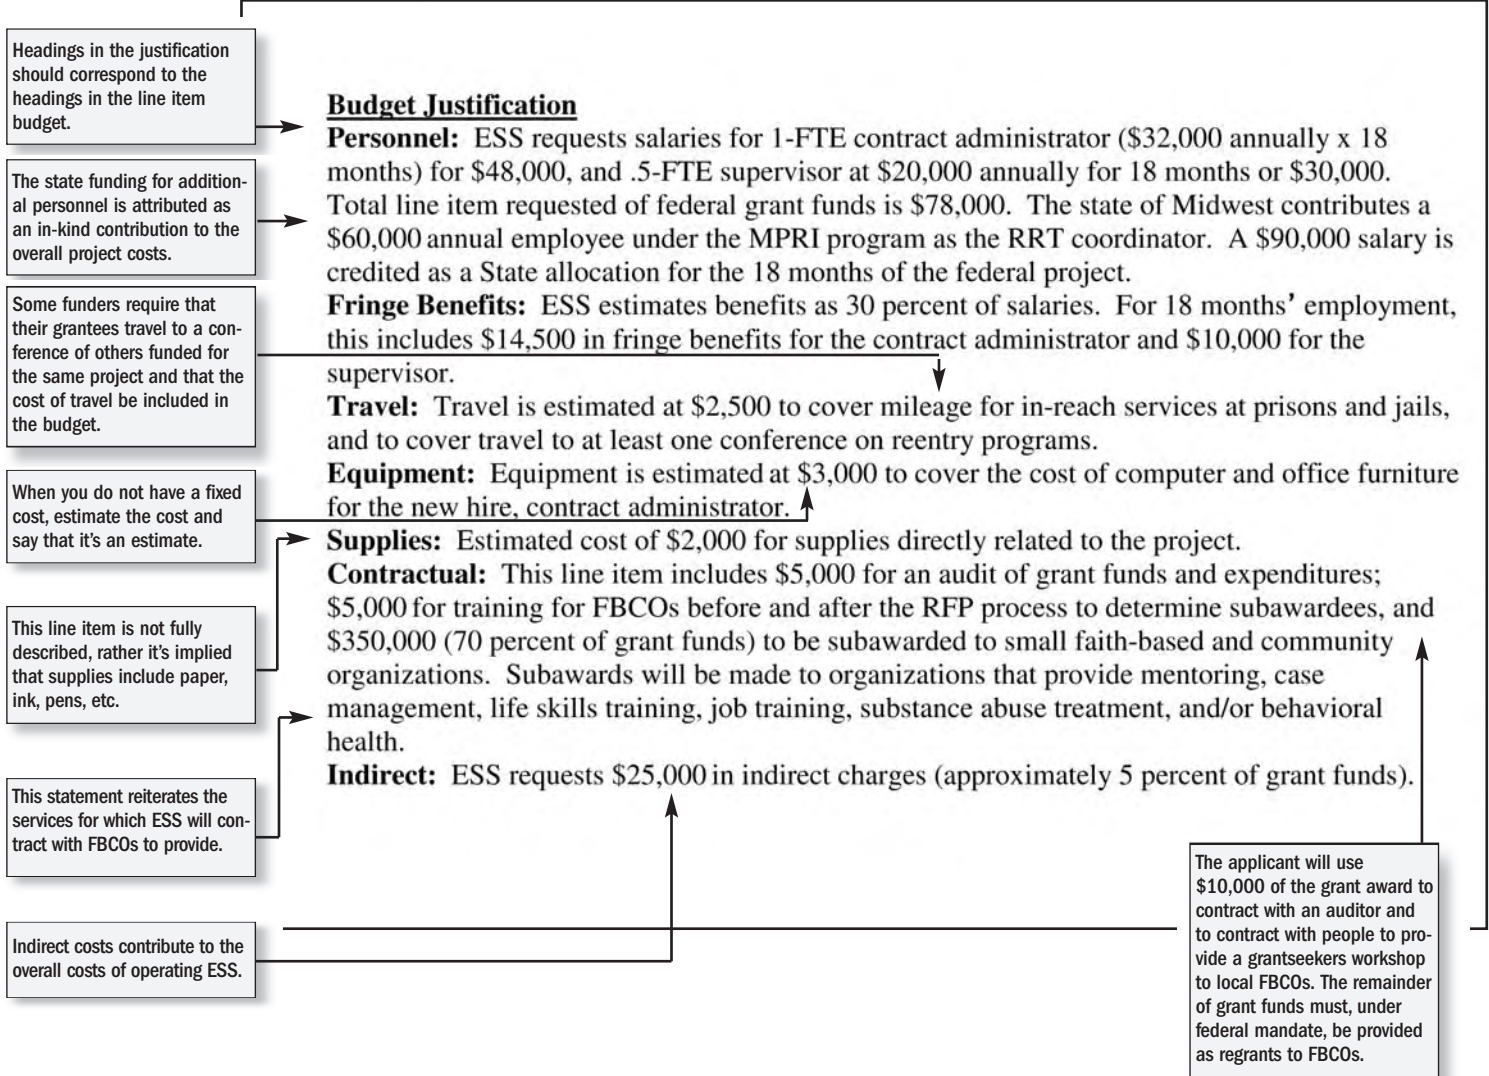 Headings in the justification
should correspond to the
headings in the line item
budget.
The state funding for addition-
al personnel is attributed as
an in-kind contribution to the
overall project costs.
Some funders require that
their grantees travel to a con-
ference of others funded for
the same project and that the
cost of travel be included in
the budget.
When you do not have a fixed
cost, estimate the cost and
say that it's an estimate.
This line item is not fully
described, rather it's implied
that supplies include paper,
ink, pens, etc.
This statement reiterates the
services for which ESS will con-
tract with FBCOs to provide.
Indirect costs contribute to the
overall costs of operating ESS.
Budget Justification
Personnel: ESS requests salaries for 1-FTE contract administrator ($32,000 annually x 18
months) for $48,000, and .5-FTE supervisor at $20,000 annually for 18 months or $30,000.
Total line item requested of federal grant funds is $78,000. The state of Midwest contributes a
$60,000 annual employee under the MPRI program as the RRT coordinator. A $90,000 salary is
credited as a State allocation for the 18 months of the federal project.
Fringe Benefits: ESS estimates benefits as 30 percent of salaries. For 18 months' employment,
this includes $14,500 in fringe benefits for the contract administrator and $10,000 for the
supervisor.
Travel: Travel is estimated at $2,500 to cover mileage for in-reach services at prisons and jails,
and to cover travel to at least one conference on reentry programs.
Equipment: Equipment is estimated at $3,000 to cover the cost of computer and office furniture
for the new hire, contract administrator.
Supplies: Estimated cost of $2,000 for supplies directly related to the project.
Contractual: This line item includes $5,000 for an audit of grant funds and expenditures;
$5,000 for training for FBCOs before and after the RFP process to determine subawardees, and
$350,000 (70 percent of grant funds) to be subawarded to small faith-based and community
organizations. Subawards will be made to organizations that provide mentoring, case
management, life skills training, job training, substance abuse treatment, and/or behavioral
health.
Indirect: ESS requests $25,000 in indirect charges (approximately 5 percent of grant funds).
The applicant will use
$10,000 of the grant award to
contract with an auditor and
to contract with people to pro-
vide a grantseekers workshop
to local FBCOs. The remainder
of grant funds must, under
federal mandate, be provided
as regrants to FBCOs.